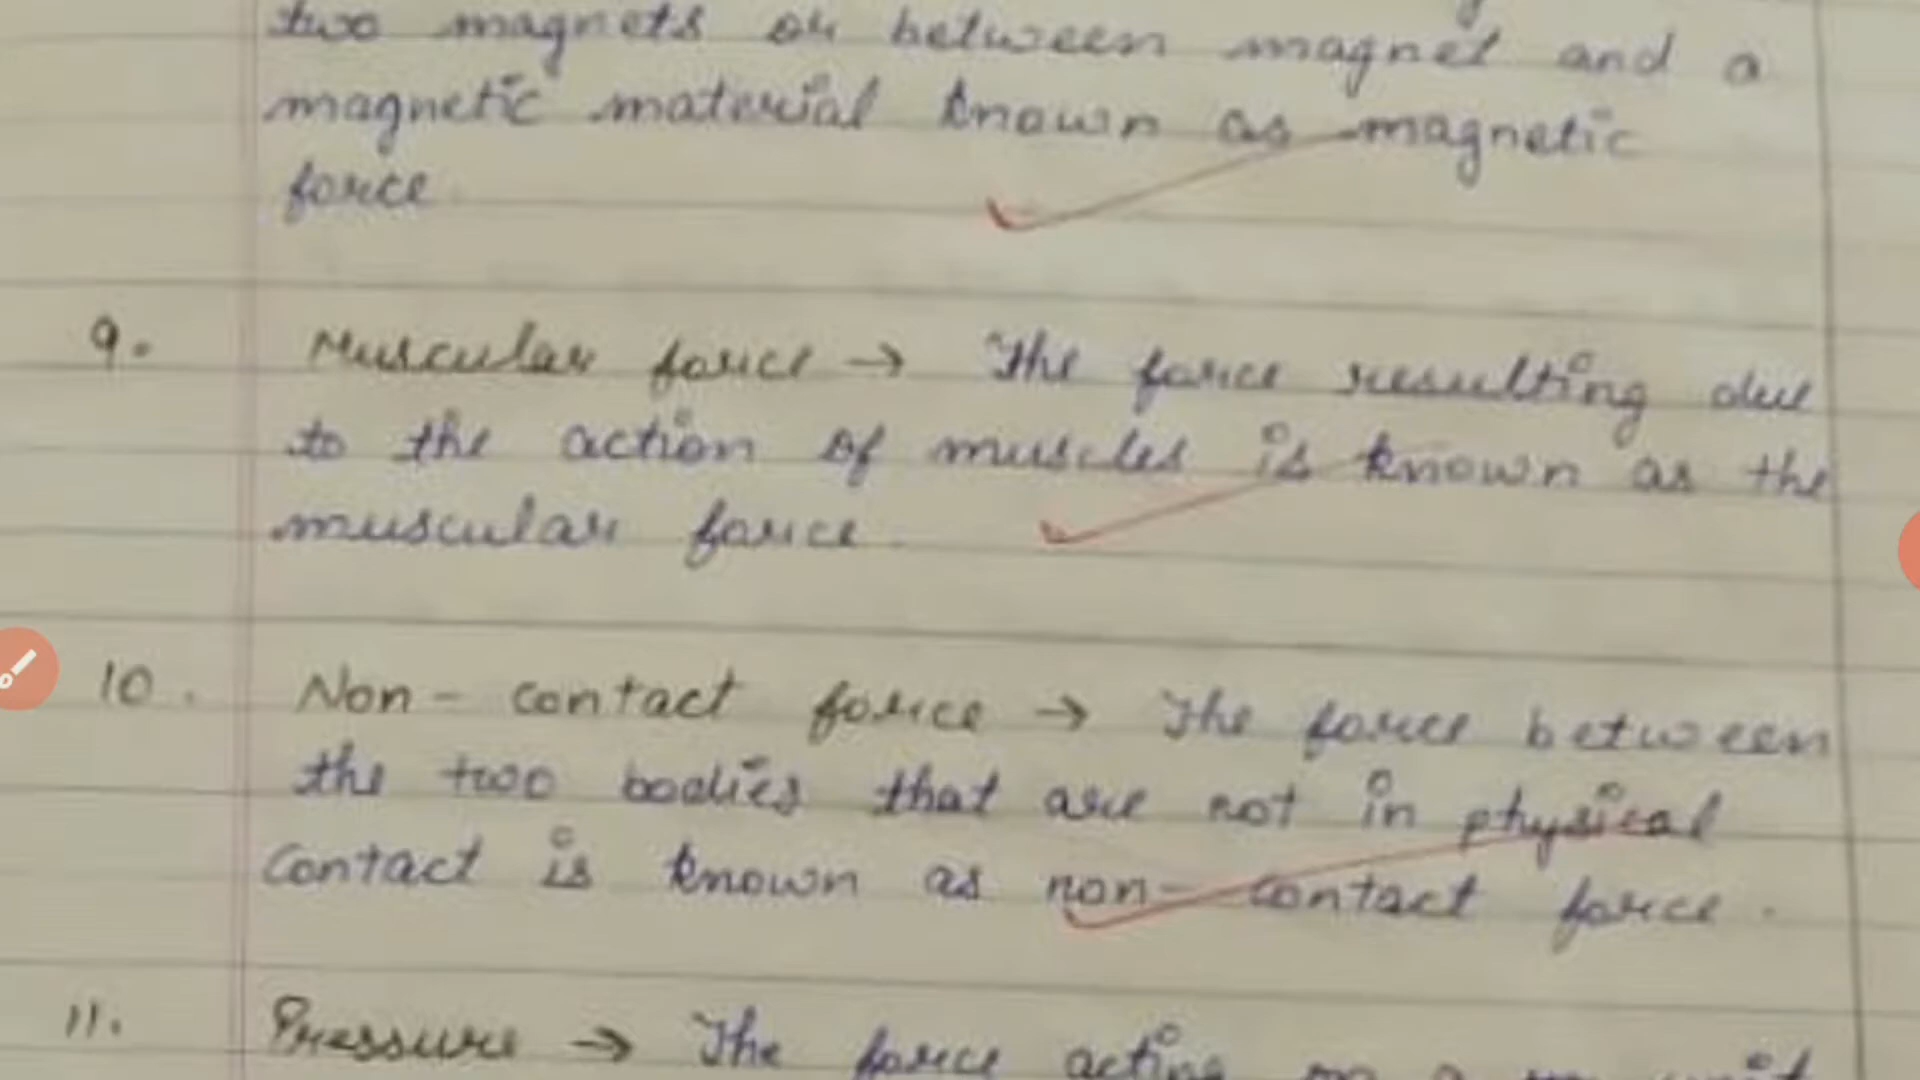 two magnets or between magnet and a
magnetic material known as magnetic
force
9. Muscular force → The force resulting due
to the action of muscles is known as the
muscular force.
10. Non-contact force → The force between
the two bodies that are not in physical
contact is known as non-contact force.
11. Pressure → The force acting on a